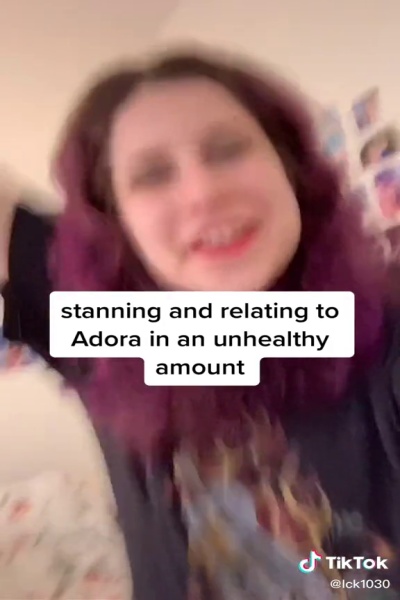 stanning and relating to
Adora in an unhealthy
amount
TikTok
@lck1030